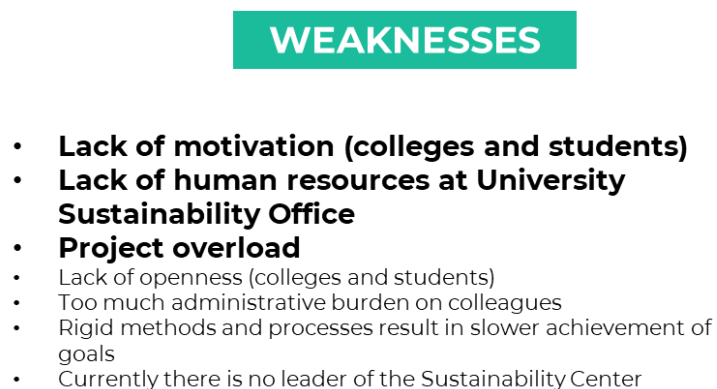 WEAKNESSES
• Lack of motivation (colleges and students)
• Lack of human resources at University
Sustainability Office
• Project overload
• Lack of openness (colleges and students)
• Too much administrative burden on colleagues
• Rigid methods and processes result in slower achievement of
goals
• Currently there is no leader of the Sustainability Center